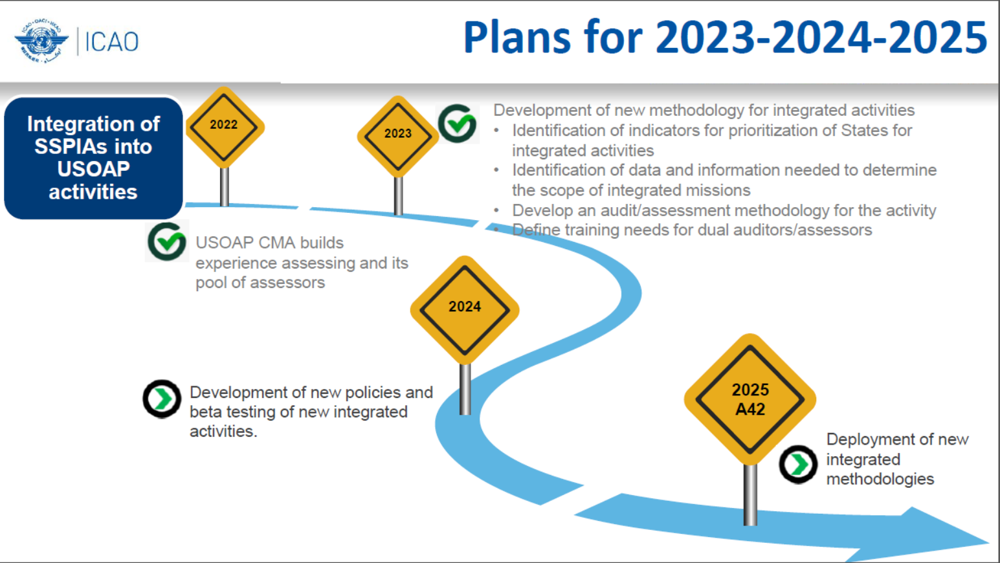 ICAO
Plans for 2023-2024-2025
Integration of
SSPIAs into
USOAP
activities
2022
2023
Development of new methodology for integrated activities
• Identification of indicators for prioritization of States for
integrated activities
• Identification of data and information needed to determine
the scope of integrated missions
• Develop an audit/assessment methodology for the activity
• Define training needs for dual auditors/assessors
USOAP CMA builds
experience assessing and its
pool of assessors
2024
Development of new policies and
beta testing of new integrated
activities.
2025
A42
Deployment of new
integrated
methodologies